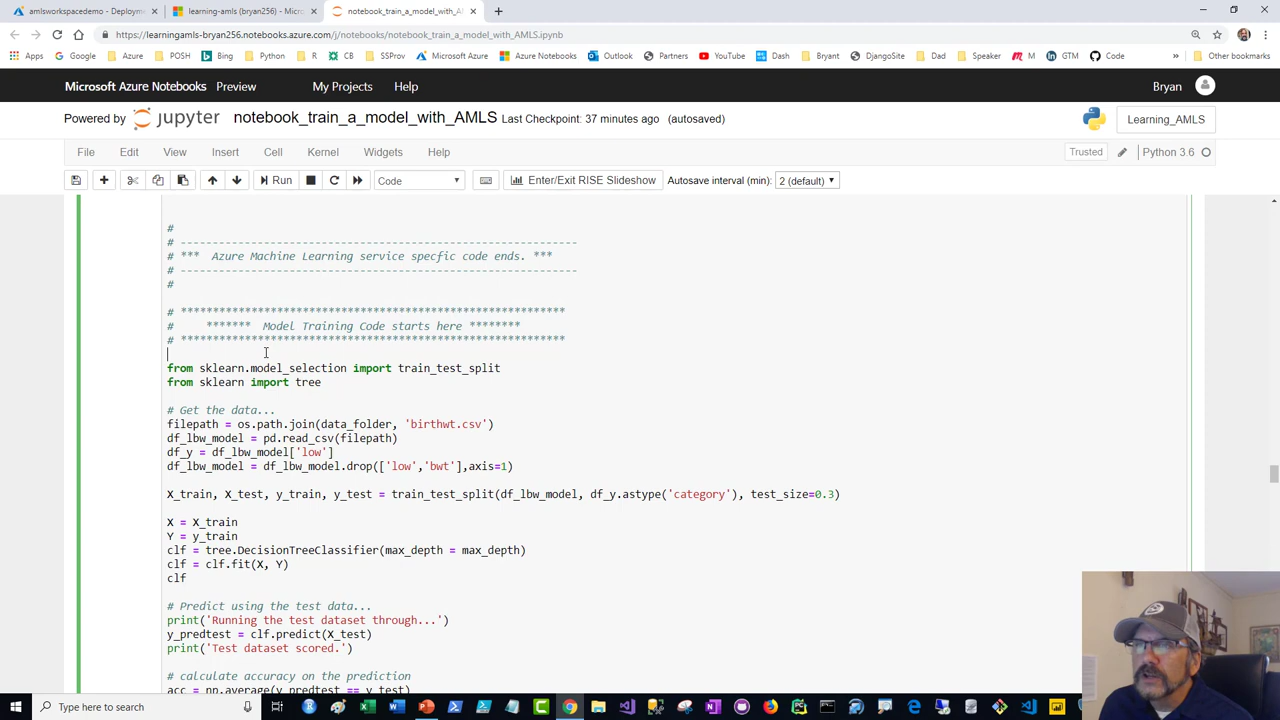 amlsworkspacedemo - Deployme
learning-amls (bryan256) - Micro
notebook_train_a_model_with_AML
https://learningamls-bryan256.notebooks.azure.com/j/notebooks/notebook_train_a_model_with_AMLS.ipynb
Apps Google Azure POSH Bing Python R CB SSProv Microsoft Azure Azure Notebooks Outlook Partners YouTube Dash Bryant DjangoSite Dad Speaker M GTM Code » Other bookmarks
Microsoft Azure Notebooks Preview My Projects Help Bryan
Powered by jupyter notebook_train_a_model_with_AMLS Last Checkpoint: 37 minutes ago (autosaved) Learning_AMLS
File Edit View Insert Cell Kernel Widgets Help Trusted Python 3.6
Run Code Enter/Exit RISE Slideshow Autosave interval (min): 2 (default)
#
# --------------------------------------------------------------
# *** Azure Machine Learning service specfic code ends. ***
# --------------------------------------------------------------
#
# ************************************************************
# ******* Model Training Code starts here ********
# ************************************************************
from sklearn.model_selection import train_test_split
from sklearn import tree
# Get the data...
filepath = os.path.join(data_folder, 'birthwt.csv')
df_lbw_model = pd.read_csv(filepath)
df_y = df_lbw_model['low']
df_lbw_model = df_lbw_model.drop(['low','bwt'],axis=1)
X_train, X_test, y_train, y_test = train_test_split(df_lbw_model, df_y.astype('category'), test_size=0.3)
X = X_train
Y = y_train
clf = tree.DecisionTreeClassifier(max_depth = max_depth)
clf = clf.fit(X, Y)
clf
# Predict using the test data...
print('Running the test dataset through...')
y_predtest = clf.predict(X_test)
print('Test dataset scored.')
# calculate accuracy on the prediction
acc = np.average(y_predtest == y_test)
Type here to search